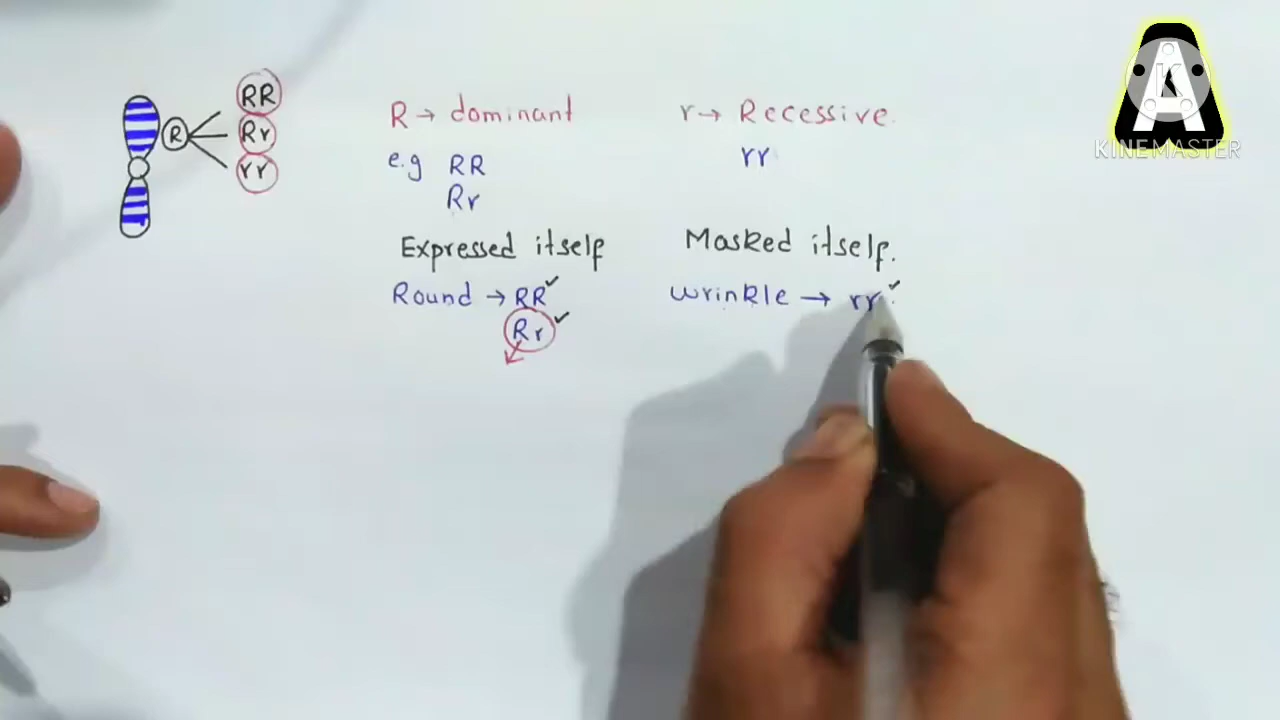 RR
R Rr
rr
R → dominant
e.g RR
Rr
Expressed itself
Round → RR ✓
Rr ✓
r → Recessive.
rr
Masked itself.
wrinkle → rr ✓
A
K
KINEMASTER